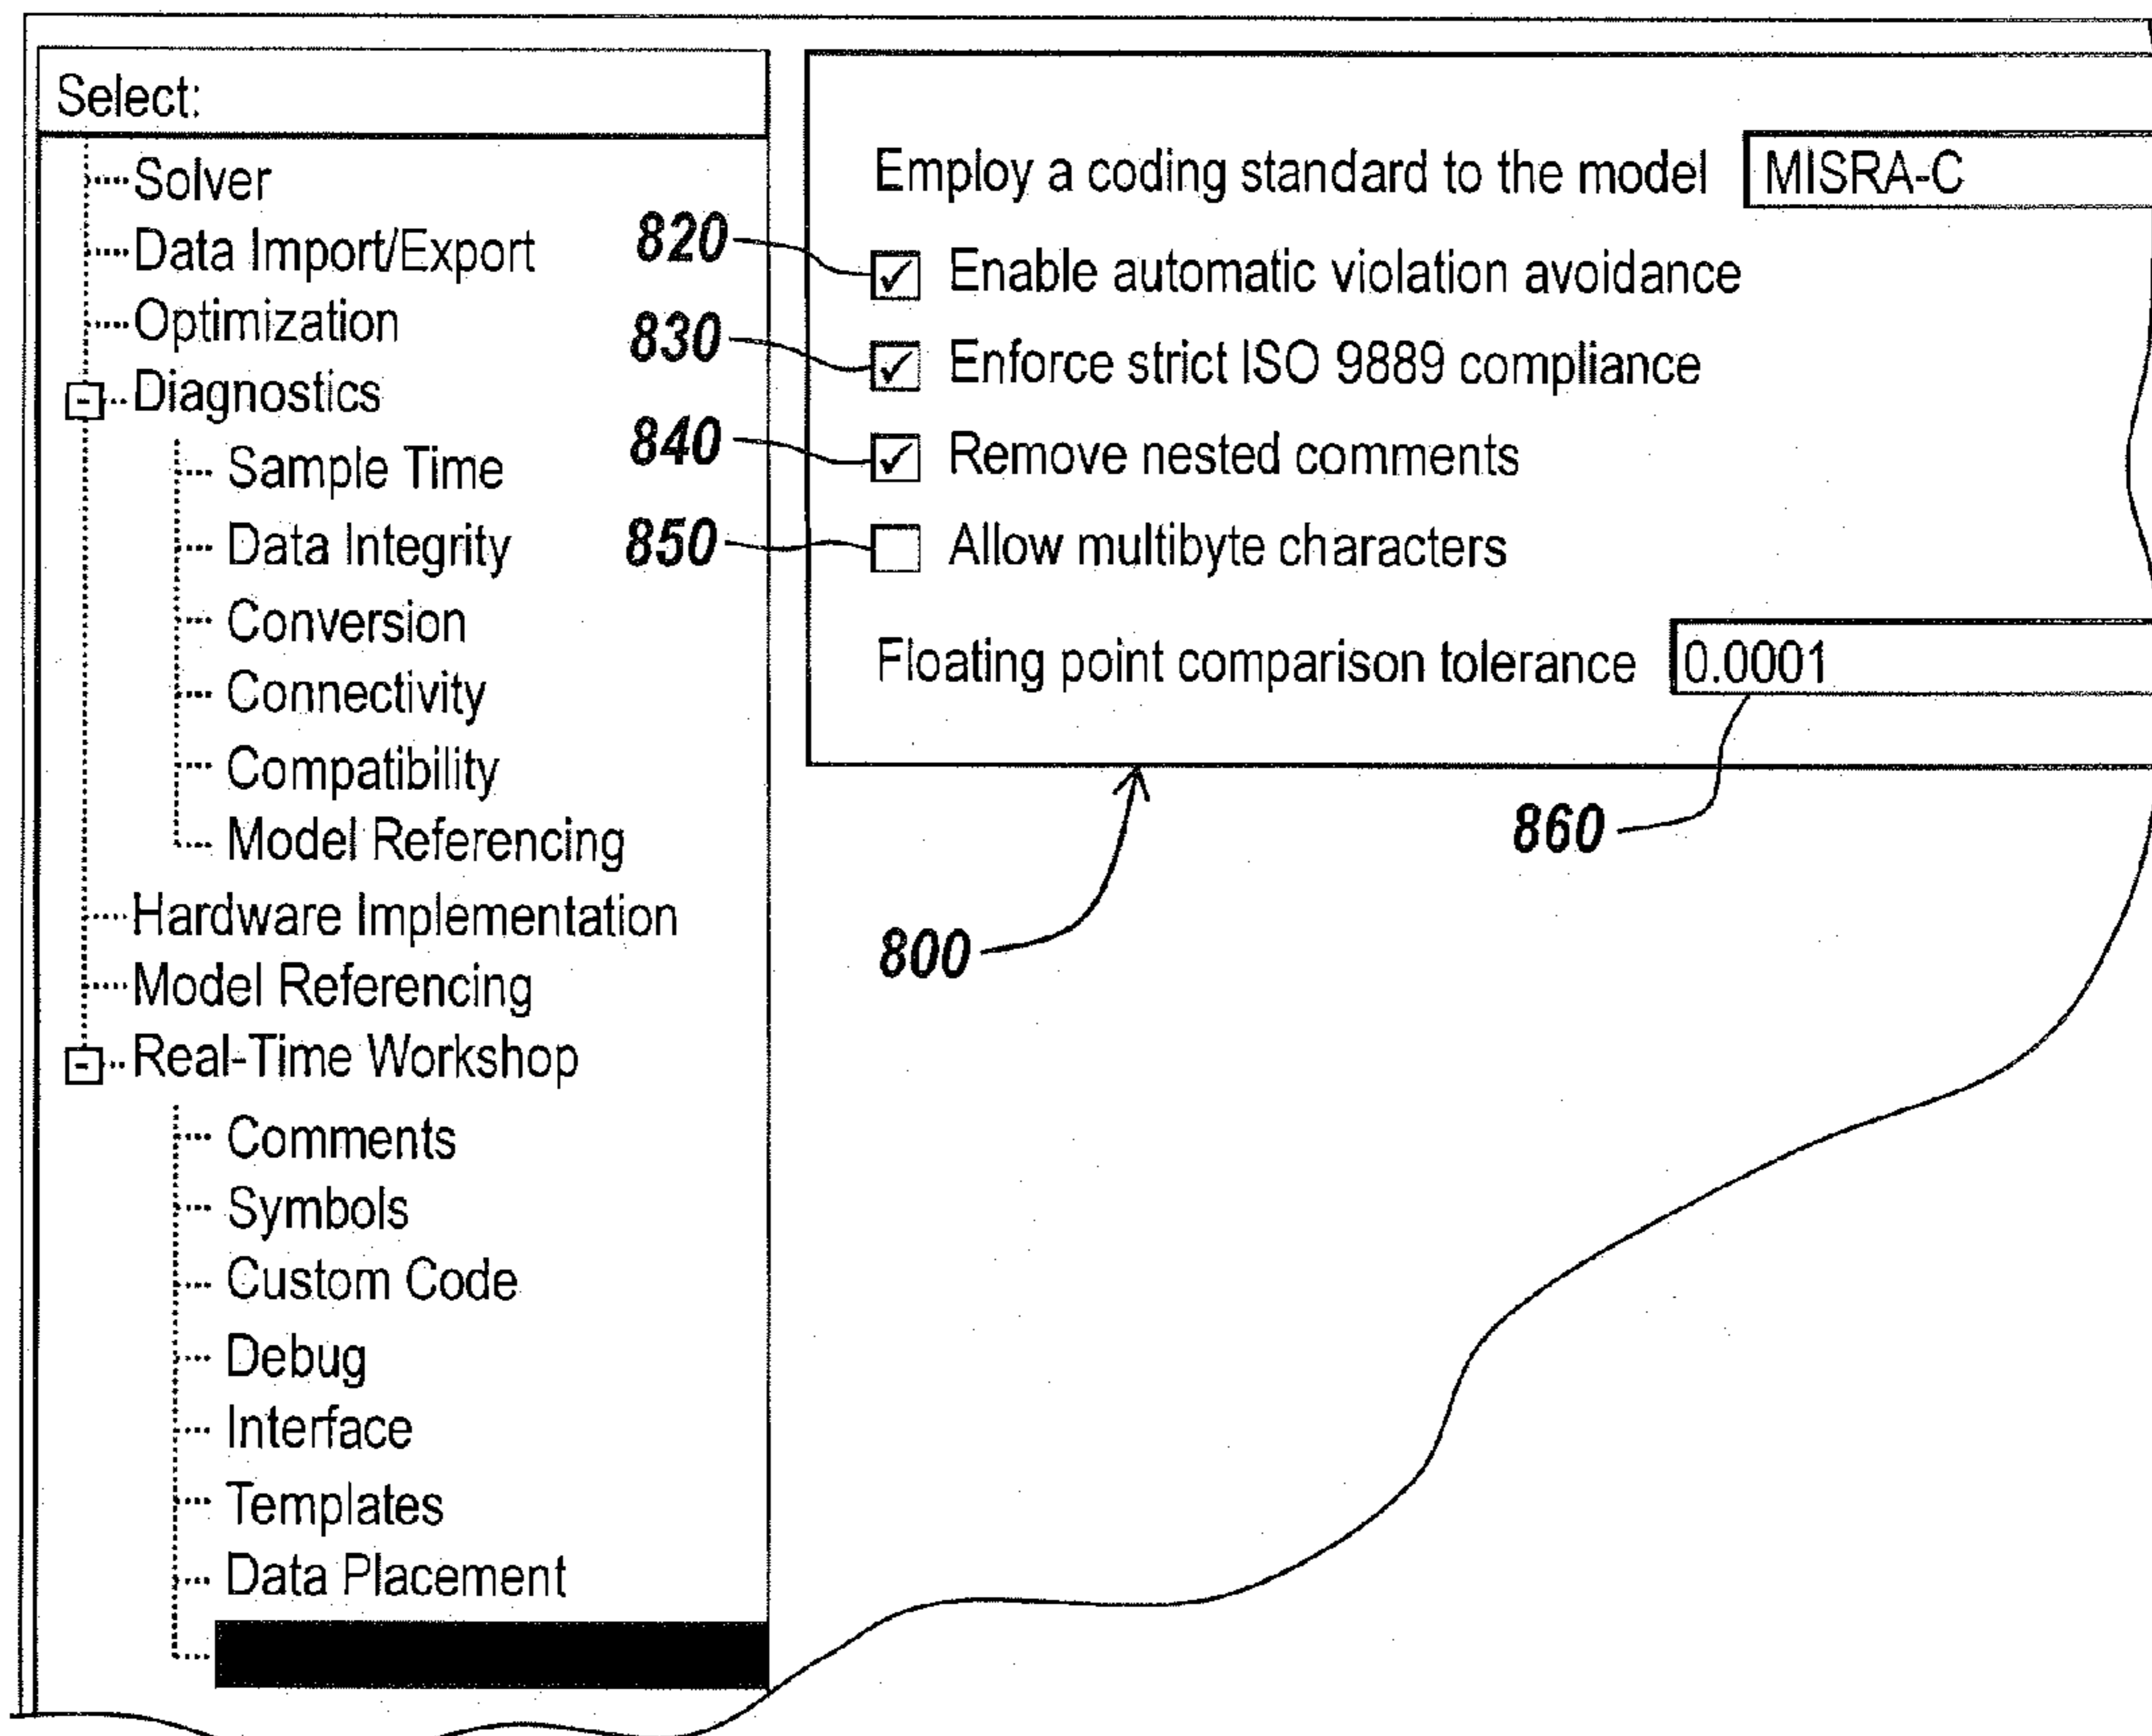 Select:
Solver
Data Import/Export
Optimization
Diagnostics
Sample Time
Data Integrity
Conversion
Connectivity
Compatibility
Model Referencing
Hardware Implementation
Model Referencing
Real-Time Workshop
Comments
Symbols
Custom Code
Debug
Interface
Templates
Data Placement
Employ a coding standard to the model MISRA-C
820 Enable automatic violation avoidance
830 Enforce strict ISO 9889 compliance
840 Remove nested comments
850 Allow multibyte characters
Floating point comparison tolerance 0.0001
860
800